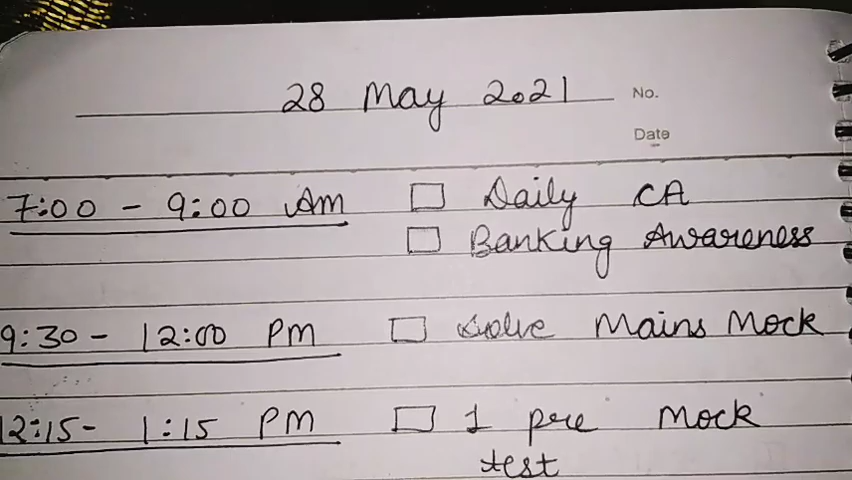 28 May 2021
No.
Date
7:00 - 9:00 AM □ Daily CA
□ Banking Awareness
9:30 - 12:00 PM □ solve Mains Mock
12:15 - 1:15 PM □ 1 pre Mock
test